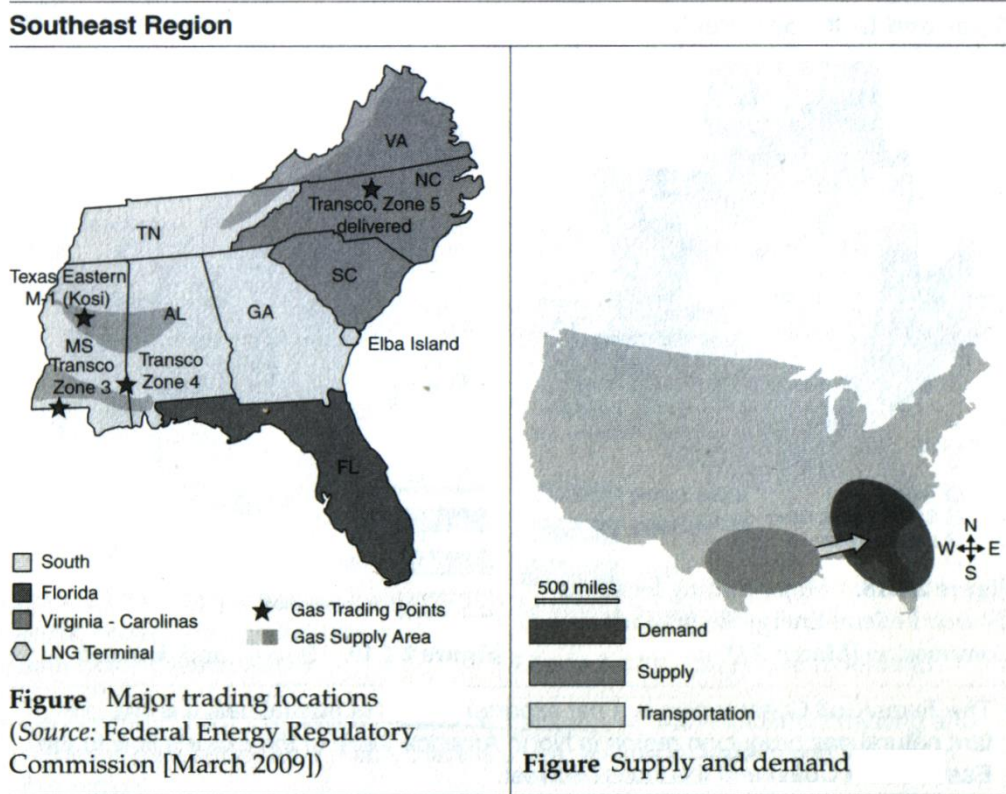 Southeast Region
VA
NC
Transco, Zone 5
delivered
TN
SC
Texas Eastern
M-1 (Kosi)
AL
GA
MS
Elba Island
Transco
Zone 3
Transco
Zone 4
FL
South
Florida
Virginia - Carolinas
LNG Terminal
Gas Trading Points
Gas Supply Area
Figure Major trading locations
(Source: Federal Energy Regulatory
Commission [March 2009])
N
W E
S
500 miles
Demand
Supply
Transportation
Figure Supply and demand